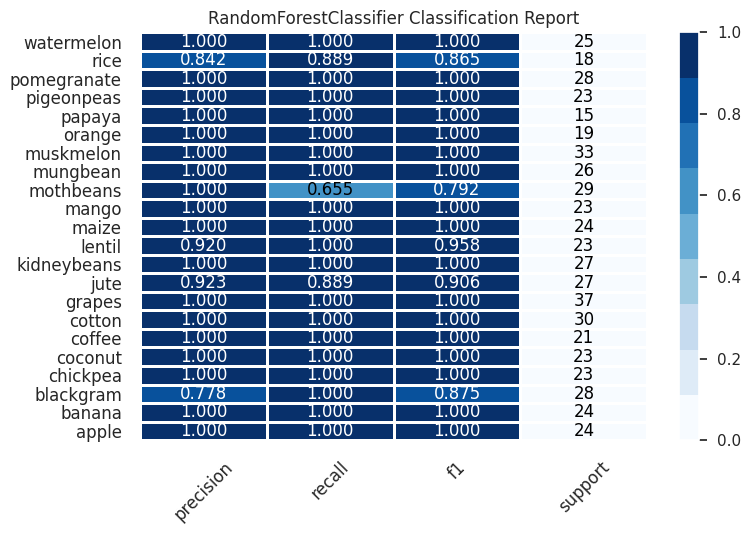 RandomForestClassifier Classification Report
watermelon 1.000 1.000 1.000 25
rice 0.842 0.889 0.865 18
pomegranate 1.000 1.000 1.000 28
pigeonpeas 1.000 1.000 1.000 23
papaya 1.000 1.000 1.000 15
orange 1.000 1.000 1.000 19
muskmelon 1.000 1.000 1.000 33
mungbean 1.000 1.000 1.000 26
mothbeans 1.000 0.655 0.792 29
mango 1.000 1.000 1.000 23
maize 1.000 1.000 1.000 24
lentil 0.920 1.000 0.958 23
kidneybeans 1.000 1.000 1.000 27
jute 0.923 0.889 0.906 27
grapes 1.000 1.000 1.000 37
cotton 1.000 1.000 1.000 30
coffee 1.000 1.000 1.000 21
coconut 1.000 1.000 1.000 23
chickpea 1.000 1.000 1.000 23
blackgram 0.778 1.000 0.875 28
banana 1.000 1.000 1.000 24
apple 1.000 1.000 1.000 24
precision recall f1 support
1.0
0.8
0.6
0.4
0.2
0.0